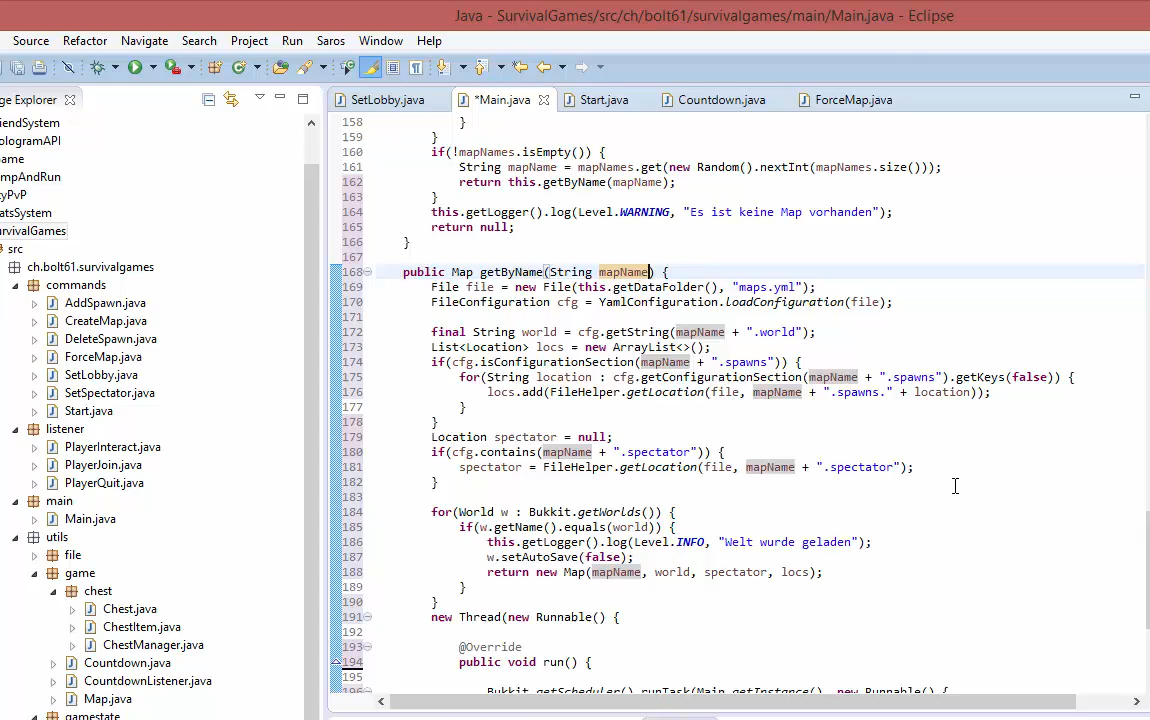 Java - SurvivalGames/src/ch/bolt61/survivalgames/main/Main.java - Eclipse
Source Refactor Navigate Search Project Run Saros Window Help
ge Explorer
SetLobby.java *Main.java Start.java Countdown.java ForceMap.java
iendSystem
ologramAPI
ame
mpAndRun
tyPvP
atsSystem
urvivalGames
src
ch.bolt61.survivalgames
commands
AddSpawn.java
CreateMap.java
DeleteSpawn.java
ForceMap.java
SetLobby.java
SetSpectator.java
Start.java
listener
PlayerInteract.java
PlayerJoin.java
PlayerQuit.java
main
Main.java
utils
file
game
chest
Chest.java
ChestItem.java
ChestManager.java
Countdown.java
CountdownListener.java
Map.java
gamestate
158 }
159 }
160 if(!mapNames.isEmpty()) {
161 String mapName = mapNames.get(new Random().nextInt(mapNames.size()));
162 return this.getByName(mapName);
163 }
164 this.getLogger().log(Level.WARNING, "Es ist keine Map vorhanden");
165 return null;
166 }
167
168 public Map getByName(String mapName) {
169 File file = new File(this.getDataFolder(), "maps.yml");
170 FileConfiguration cfg = YamlConfiguration.loadConfiguration(file);
171
172 final String world = cfg.getString(mapName + ".world");
173 List<Location> locs = new ArrayList<>();
174 if(cfg.isConfigurationSection(mapName + ".spawns")) {
175 for(String location : cfg.getConfigurationSection(mapName + ".spawns").getKeys(false)) {
176 locs.add(FileHelper.getLocation(file, mapName + ".spawns." + location));
177 }
178 }
179 Location spectator = null;
180 if(cfg.contains(mapName + ".spectator")) {
181 spectator = FileHelper.getLocation(file, mapName + ".spectator");
182 }
183
184 for(World w : Bukkit.getWorlds()) {
185 if(w.getName().equals(world)) {
186 this.getLogger().log(Level.INFO, "Welt wurde geladen");
187 w.setAutoSave(false);
188 return new Map(mapName, world, spectator, locs);
189 }
190 }
191 new Thread(new Runnable() {
192
193 @Override
194 public void run() {
195
196 Bukkit.getScheduler().runTask(Main.getInstance(), new Runnable() {